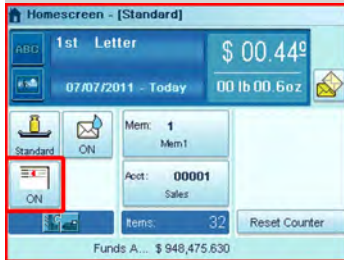 Homescreen - [Standard]
ABC
1st Letter
$ 00.44⁹
07/07/2011 - Today
00 lb 00.6oz
Standard
ON
Mem: 1
Mem1
ON
Acct: 00001
Sales
Items: 32
Reset Counter
Funds A... $ 948,475.630